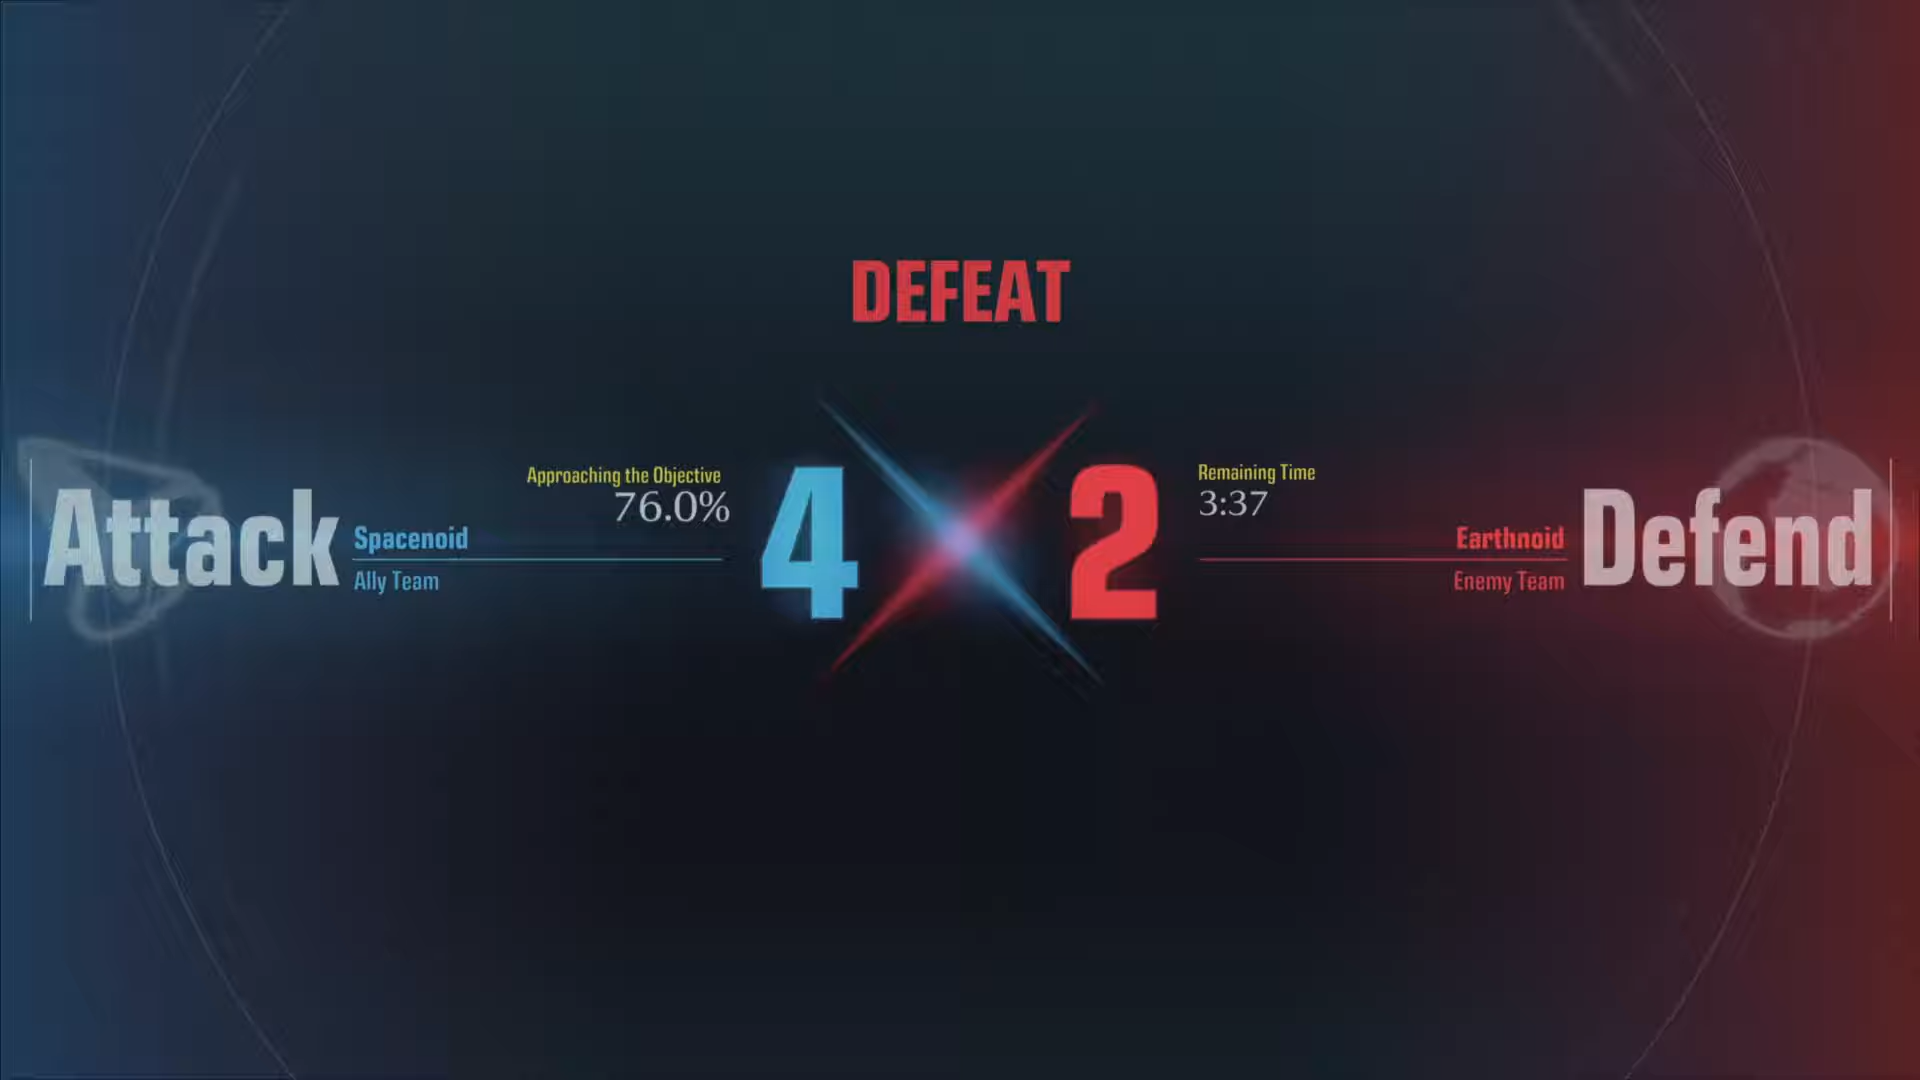 DEFEAT
Attack
Spacenoid
Ally Team
Approaching the Objective
76.0%
4
2
Remaining Time
3:37
Earthnoid
Enemy Team
Defend